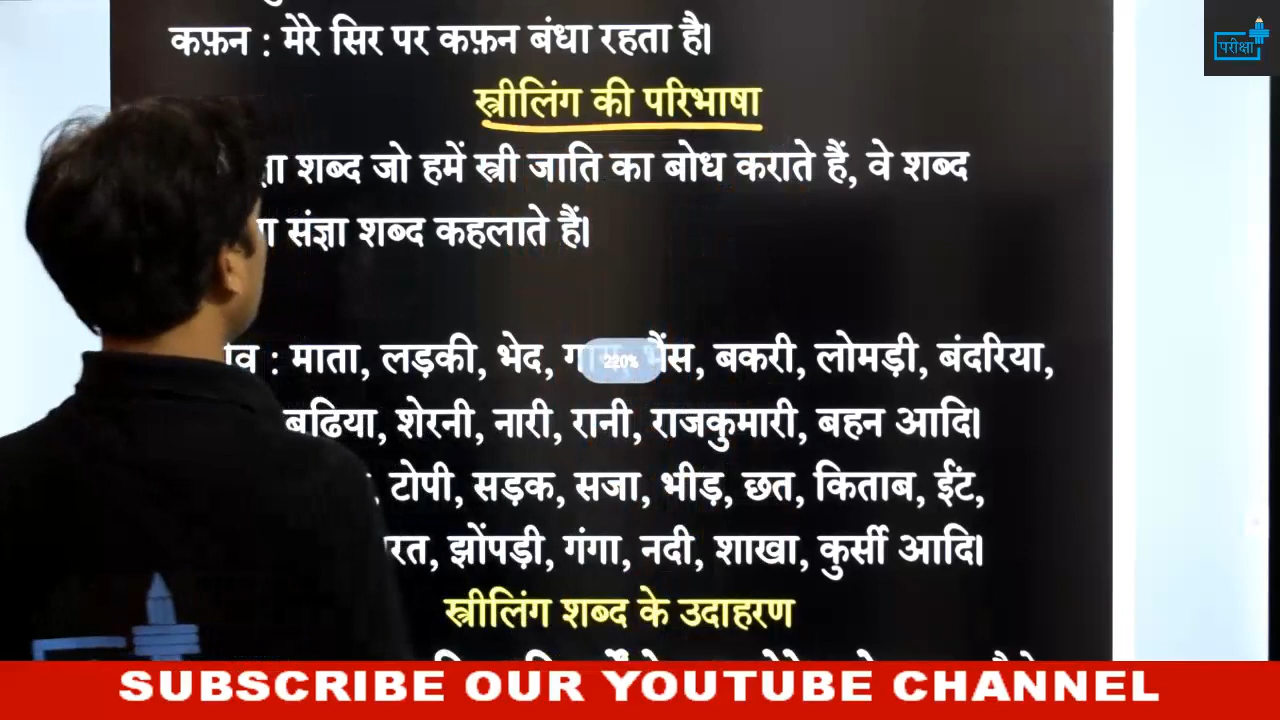 कफ़न : मेरे सिर पर कफ़न बंधा रहता है।
परीक्षा
स्त्रीलिंग की परिभाषा
शब्द जो हमें स्त्री जाति का बोध कराते हैं, वे शब्द
संज्ञा शब्द कहलाते हैं।
: माता, लड़की, भेद, भैंस, बकरी, लोमड़ी, बंदरिया,
220%
बढिया, शेरनी, नारी, रानी, राजकुमारी, बहन आदि।
टोपी, सड़क, सजा, भीड़, छत, किताब, ईंट,
झोंपड़ी, गंगा, नदी, शाखा, कुर्सी आदि।
स्त्रीलिंग शब्द के उदाहरण
SUBSCRIBE OUR YOUTUBE CHANNEL